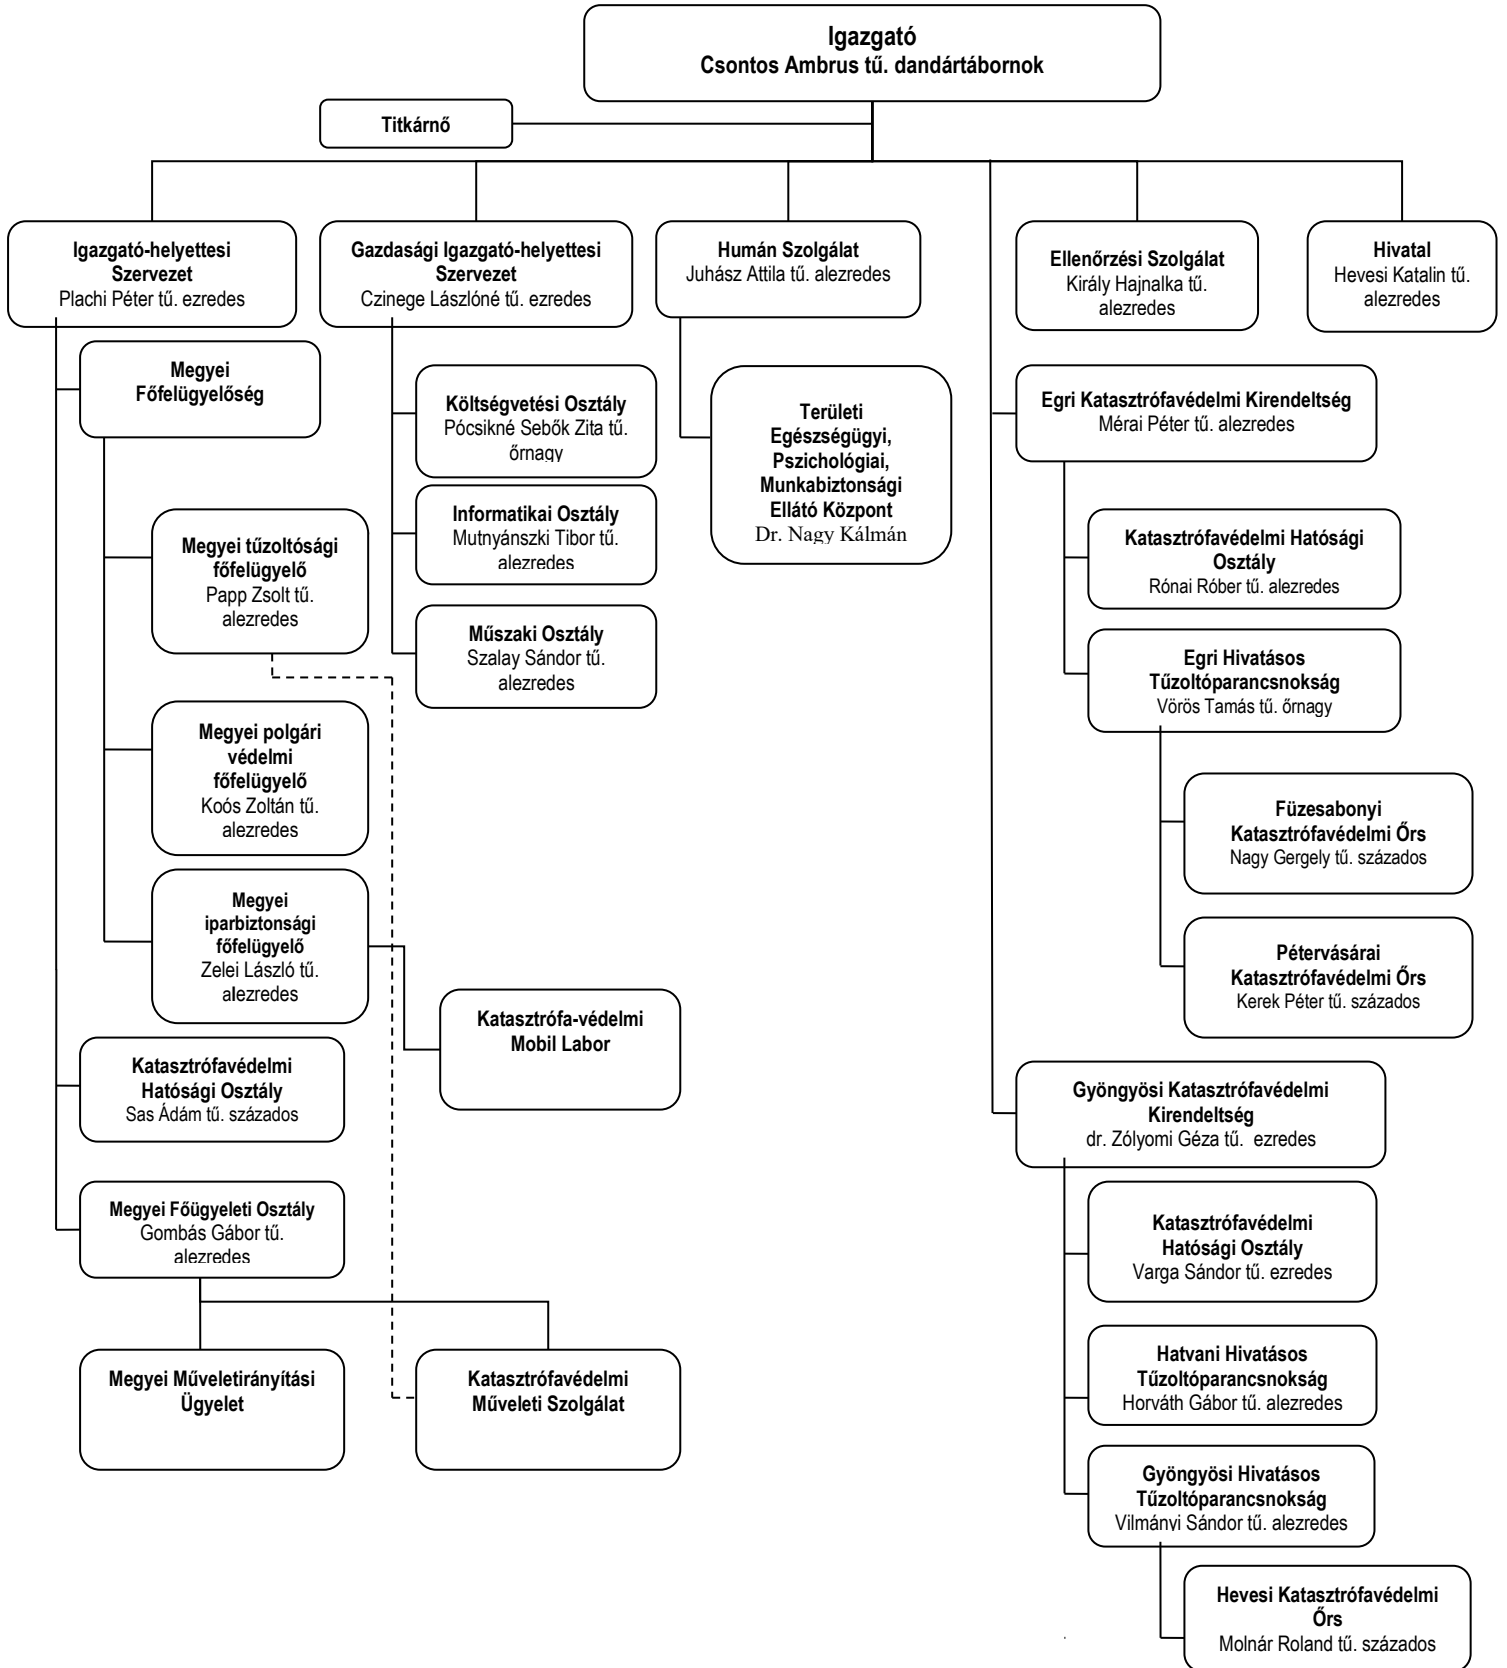 Igazgató
Csontos Ambrus tű. dandártábornok
Titkárnő
Igazgató-helyettesi
Szervezet
Plachi Péter tű. ezredes
Gazdasági Igazgató-helyettesi
Szervezet
Czinege Lászlóné tű. ezredes
Humán Szolgálat
Juhász Attila tű. alezredes
Ellenőrzési Szolgálat
Király Hajnalka tű.
alezredes
Hivatal
Hevesi Katalin tű.
alezredes
Megyei
Főfelügyelőség
Megyei tűzoltósági
főfelügyelő
Papp Zsolt tű.
alezredes
Megyei polgári
védelmi
főfelügyelő
Koós Zoltán tű.
alezredes
Megyei
iparbiztonsági
főfelügyelő
Zelei László tű.
alezredes
Katasztrófa-védelmi
Mobil Labor
Katasztrófavédelmi
Hatósági Osztály
Sas Ádám tű. százados
Megyei Főügyeleti Osztály
Gombás Gábor tű.
alezredes
Megyei Műveletirányítási
Ügyelet
Katasztrófavédelmi
Műveleti Szolgálat
Költségvetési Osztály
Pócsikné Sebők Zita tű.
őrnagy
Informatikai Osztály
Mutnyánszki Tibor tű.
alezredes
Műszaki Osztály
Szalay Sándor tű.
alezredes
Területi
Egészségügyi,
Pszichológiai,
Munkabiztonsági
Ellátó Központ
Dr. Nagy Kálmán
Egri Katasztrófavédelmi Kirendeltség
Mérai Péter tű. alezredes
Katasztrófavédelmi Hatósági
Osztály
Rónai Róber tű. alezredes
Egri Hivatásos
Tűzoltóparancsnokság
Vörös Tamás tű. őrnagy
Füzesabonyi
Katasztrófavédelmi Őrs
Nagy Gergely tű. százados
Pétervásárai
Katasztrófavédelmi Őrs
Kerek Péter tű. százados
Gyöngyösi Katasztrófavédelmi
Kirendeltség
dr. Zólyomi Géza tű. ezredes
Katasztrófavédelmi
Hatósági Osztály
Varga Sándor tű. ezredes
Hatvani Hivatásos
Tűzoltóparancsnokság
Horváth Gábor tű. alezredes
Gyöngyösi Hivatásos
Tűzoltóparancsnokság
Vilmányi Sándor tű. alezredes
Hevesi Katasztrófavédelmi
Őrs
Molnár Roland tű. százados